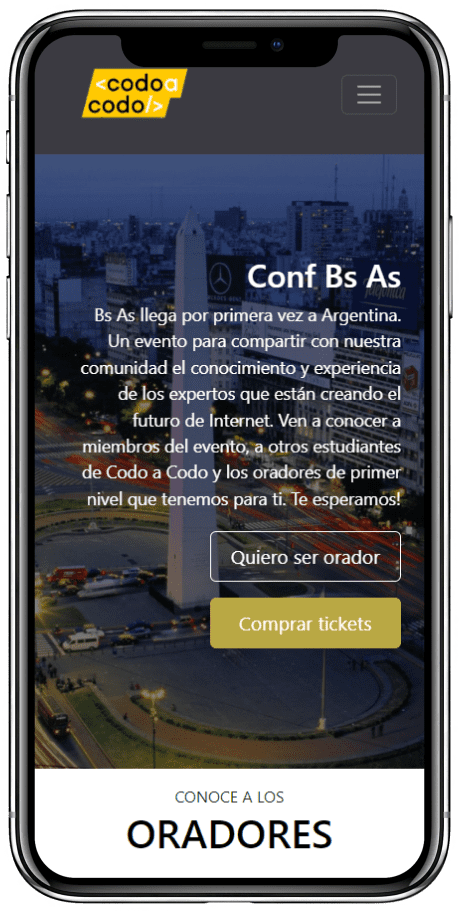 <codo a
codo/>
Conf Bs As
Bs As llega por primera vez a Argentina.
Un evento para compartir con nuestra
comunidad el conocimiento y experiencia
de los expertos que están creando el
futuro de Internet. Ven a conocer a
miembros del evento, a otros estudiantes
de Codo a Codo y los oradores de primer
nivel que tenemos para ti. Te esperamos!
Quiero ser orador
Comprar tickets
CONOCE A LOS
ORADORES